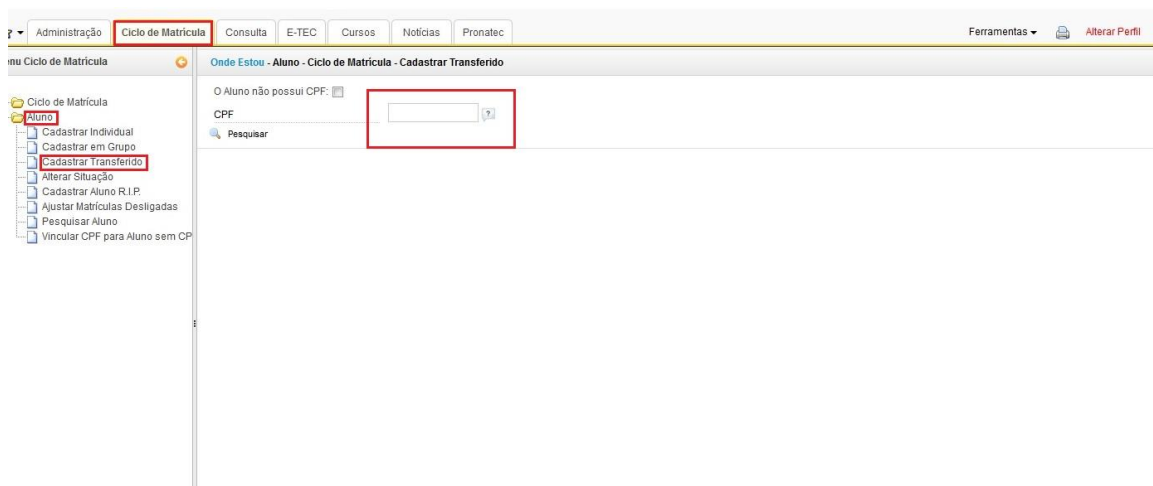 Administração Ciclo de Matrícula Consulta E-TEC Cursos Notícias Pronatec Ferramentas Alterar Perfil
Ciclo de Matrícula
Onde Estou - Aluno - Ciclo de Matrícula - Cadastrar Transferido
O Aluno não possui CPF:
CPF
Pesquisar
Ciclo de Matrícula
Aluno
Cadastrar Individual
Cadastrar em Grupo
Cadastrar Transferido
Alterar Situação
Cadastrar Aluno R.I.P.
Ajustar Matrículas Desligadas
Pesquisar Aluno
Vincular CPF para Aluno sem CP